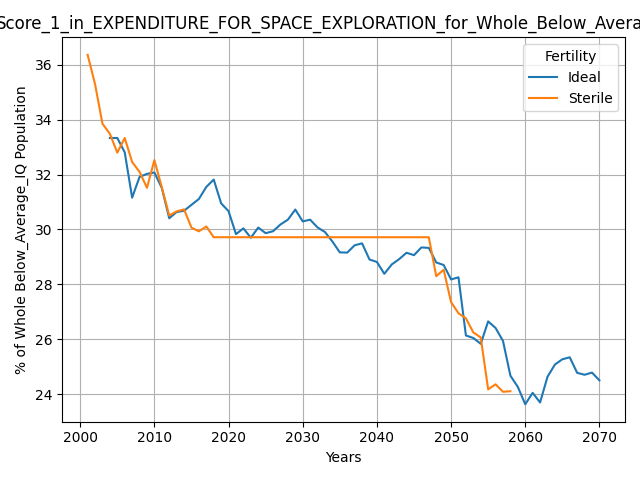 Score_1_in_EXPENDITURE_FOR_SPACE_EXPLORATION_for_Whole_Below_Avera
Fertility
Ideal
Sterile
% of Whole Below_Average_IQ Population
36
34
32
30
28
26
24
2000
2010
2020
2030
2040
2050
2060
2070
Years